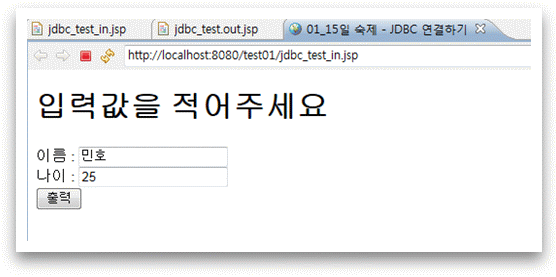 jdbc_test_in.jsp jdbc_test.out.jsp 01_15일 숙제 - JDBC 연결하기
http://localhost:8080/test01/jdbc_test_in.jsp
입력값을 적어주세요
이름 : 민호
나이 : 25
출력